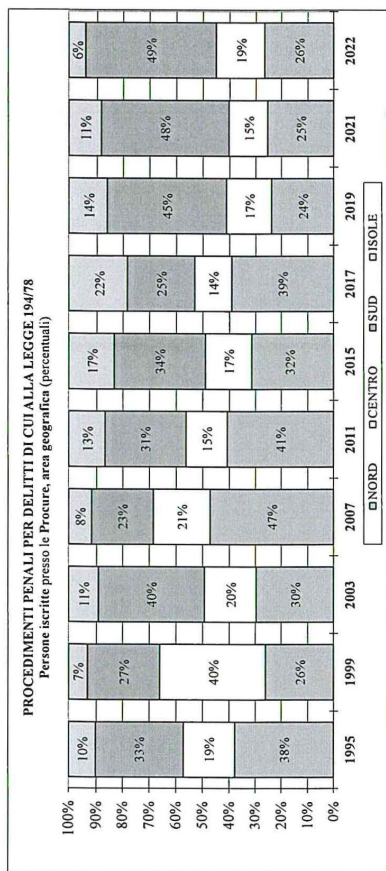 PROCEDIMENTI PENALI PER DELITTI DI CUI ALLA LEGGE 194/78
Persone iscritte presso le Procure, area geografica (percentuali)
100%
90%
80%
70%
60%
50%
40%
30%
20%
10%
0%
10% 7% 11% 8% 13% 17% 22% 14% 11% 6%
33% 27% 40% 23% 31% 34% 25% 45% 48% 49%
19% 40% 20% 21% 15% 17% 14% 17% 15% 19%
38% 26% 30% 47% 41% 32% 39% 24% 25% 26%
1995 1999 2003 2007 2011 2015 2017 2019 2021 2022
NORD CENTRO SUD ISOLE